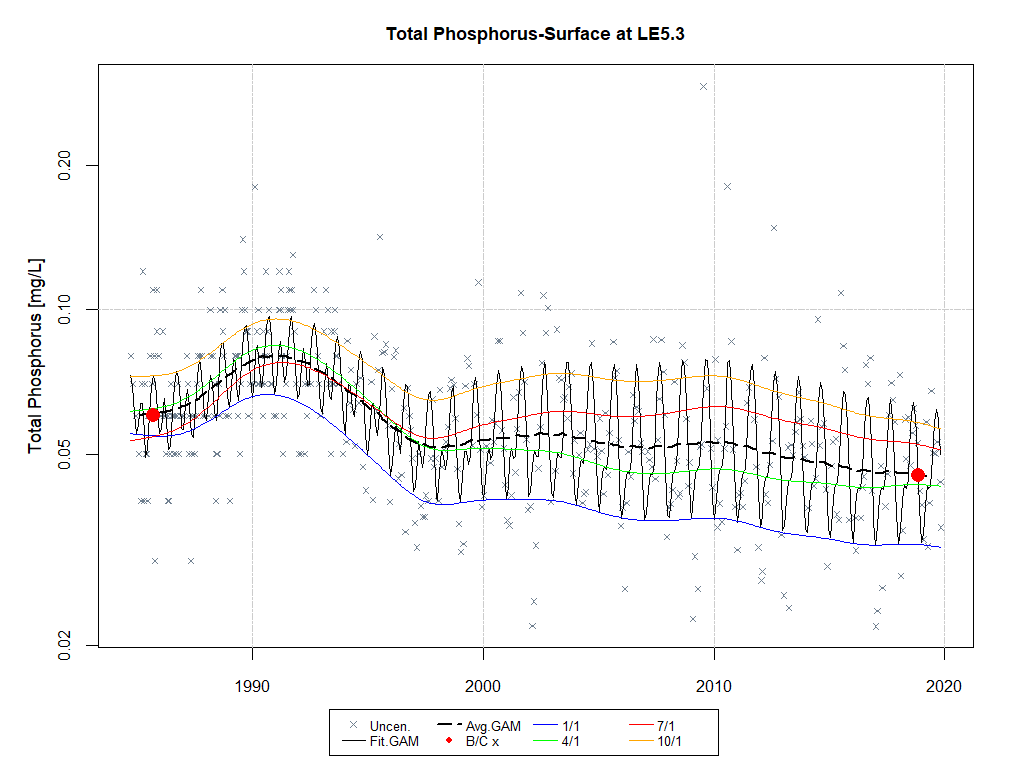 Total Phosphorus-Surface at LE5.3
Total Phosphorus [mg/L]
0.20
0.10
0.05
0.02
1990 2000 2010 2020
Uncen. Avg.GAM 1/1 7/1
Fit.GAM B/C x 4/1 10/1